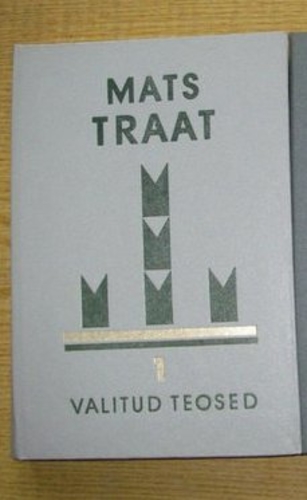 MATS
TRAAT
1
VALITUD TEOSED